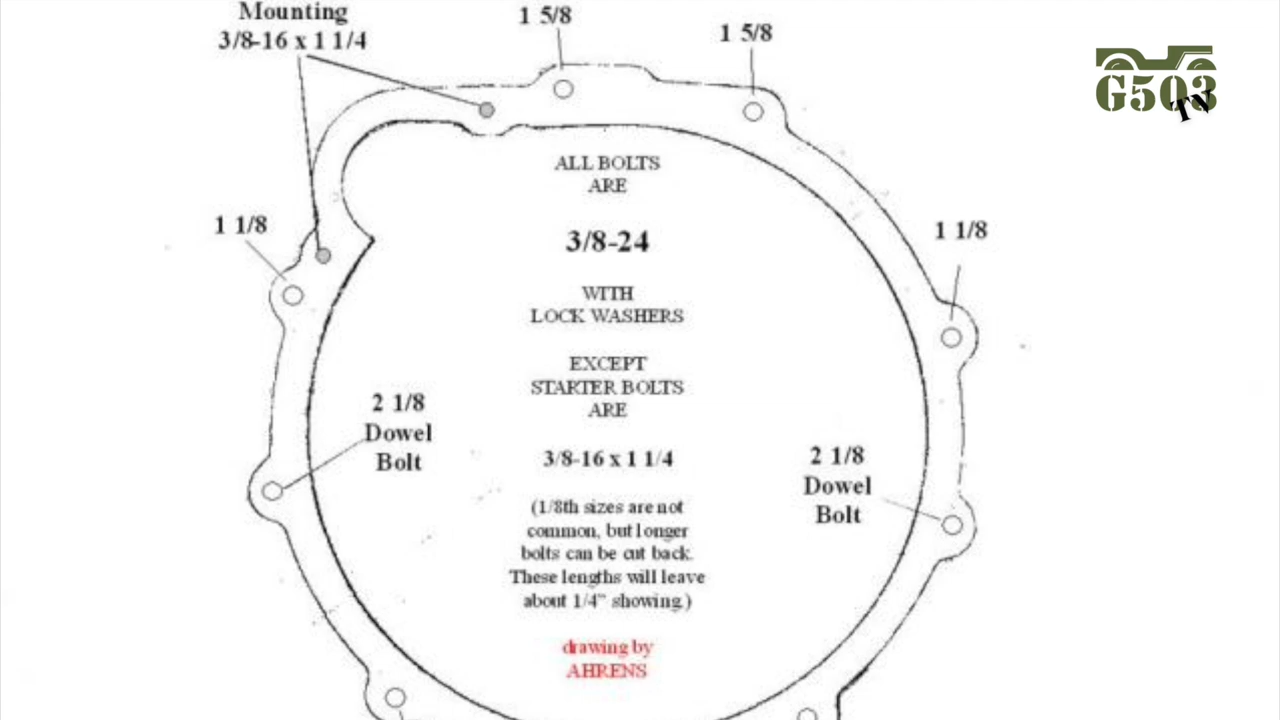 Mounting
3/8-16 x 1 1/4
1 5/8
1 5/8
G503
TV
1 1/8
1 1/8
ALL BOLTS
ARE
3/8-24
WITH
LOCK WASHERS
EXCEPT
STARTER BOLTS
ARE
3/8-16 x 1 1/4
(1/8th sizes are not
common, but longer
bolts can be cut back.
These lengths will leave
about 1/4" showing.)
drawing by
AHRENS
2 1/8
Dowel
Bolt
2 1/8
Dowel
Bolt